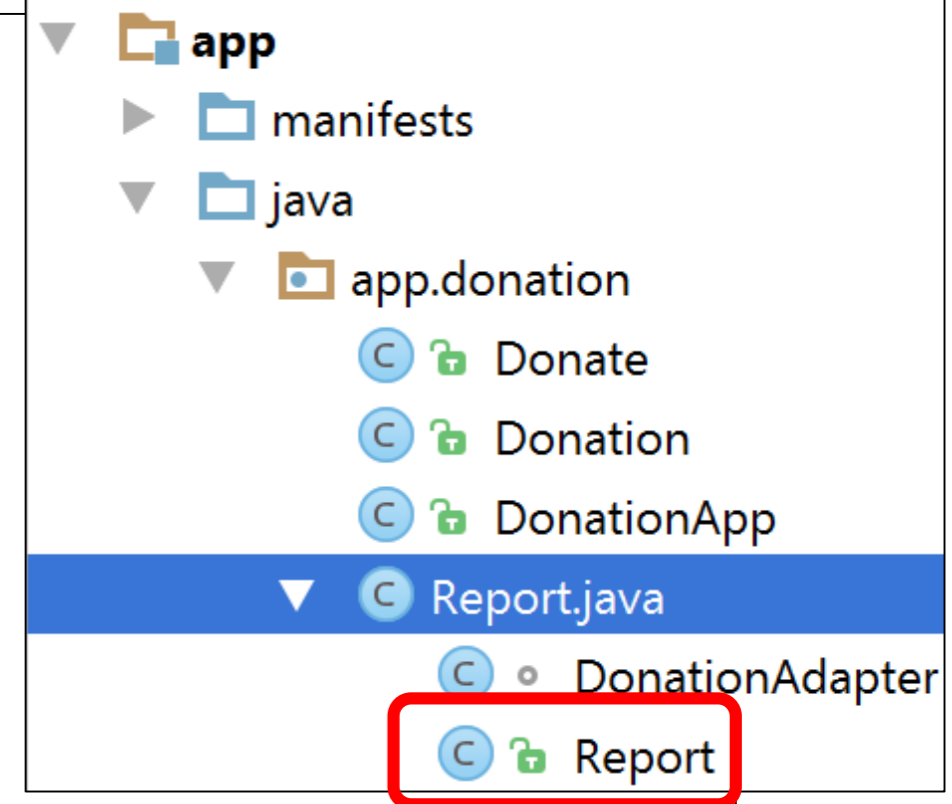 app
manifests
java
app.donation
C Donate
C Donation
C DonationApp
C Report.java
C DonationAdapter
C Report